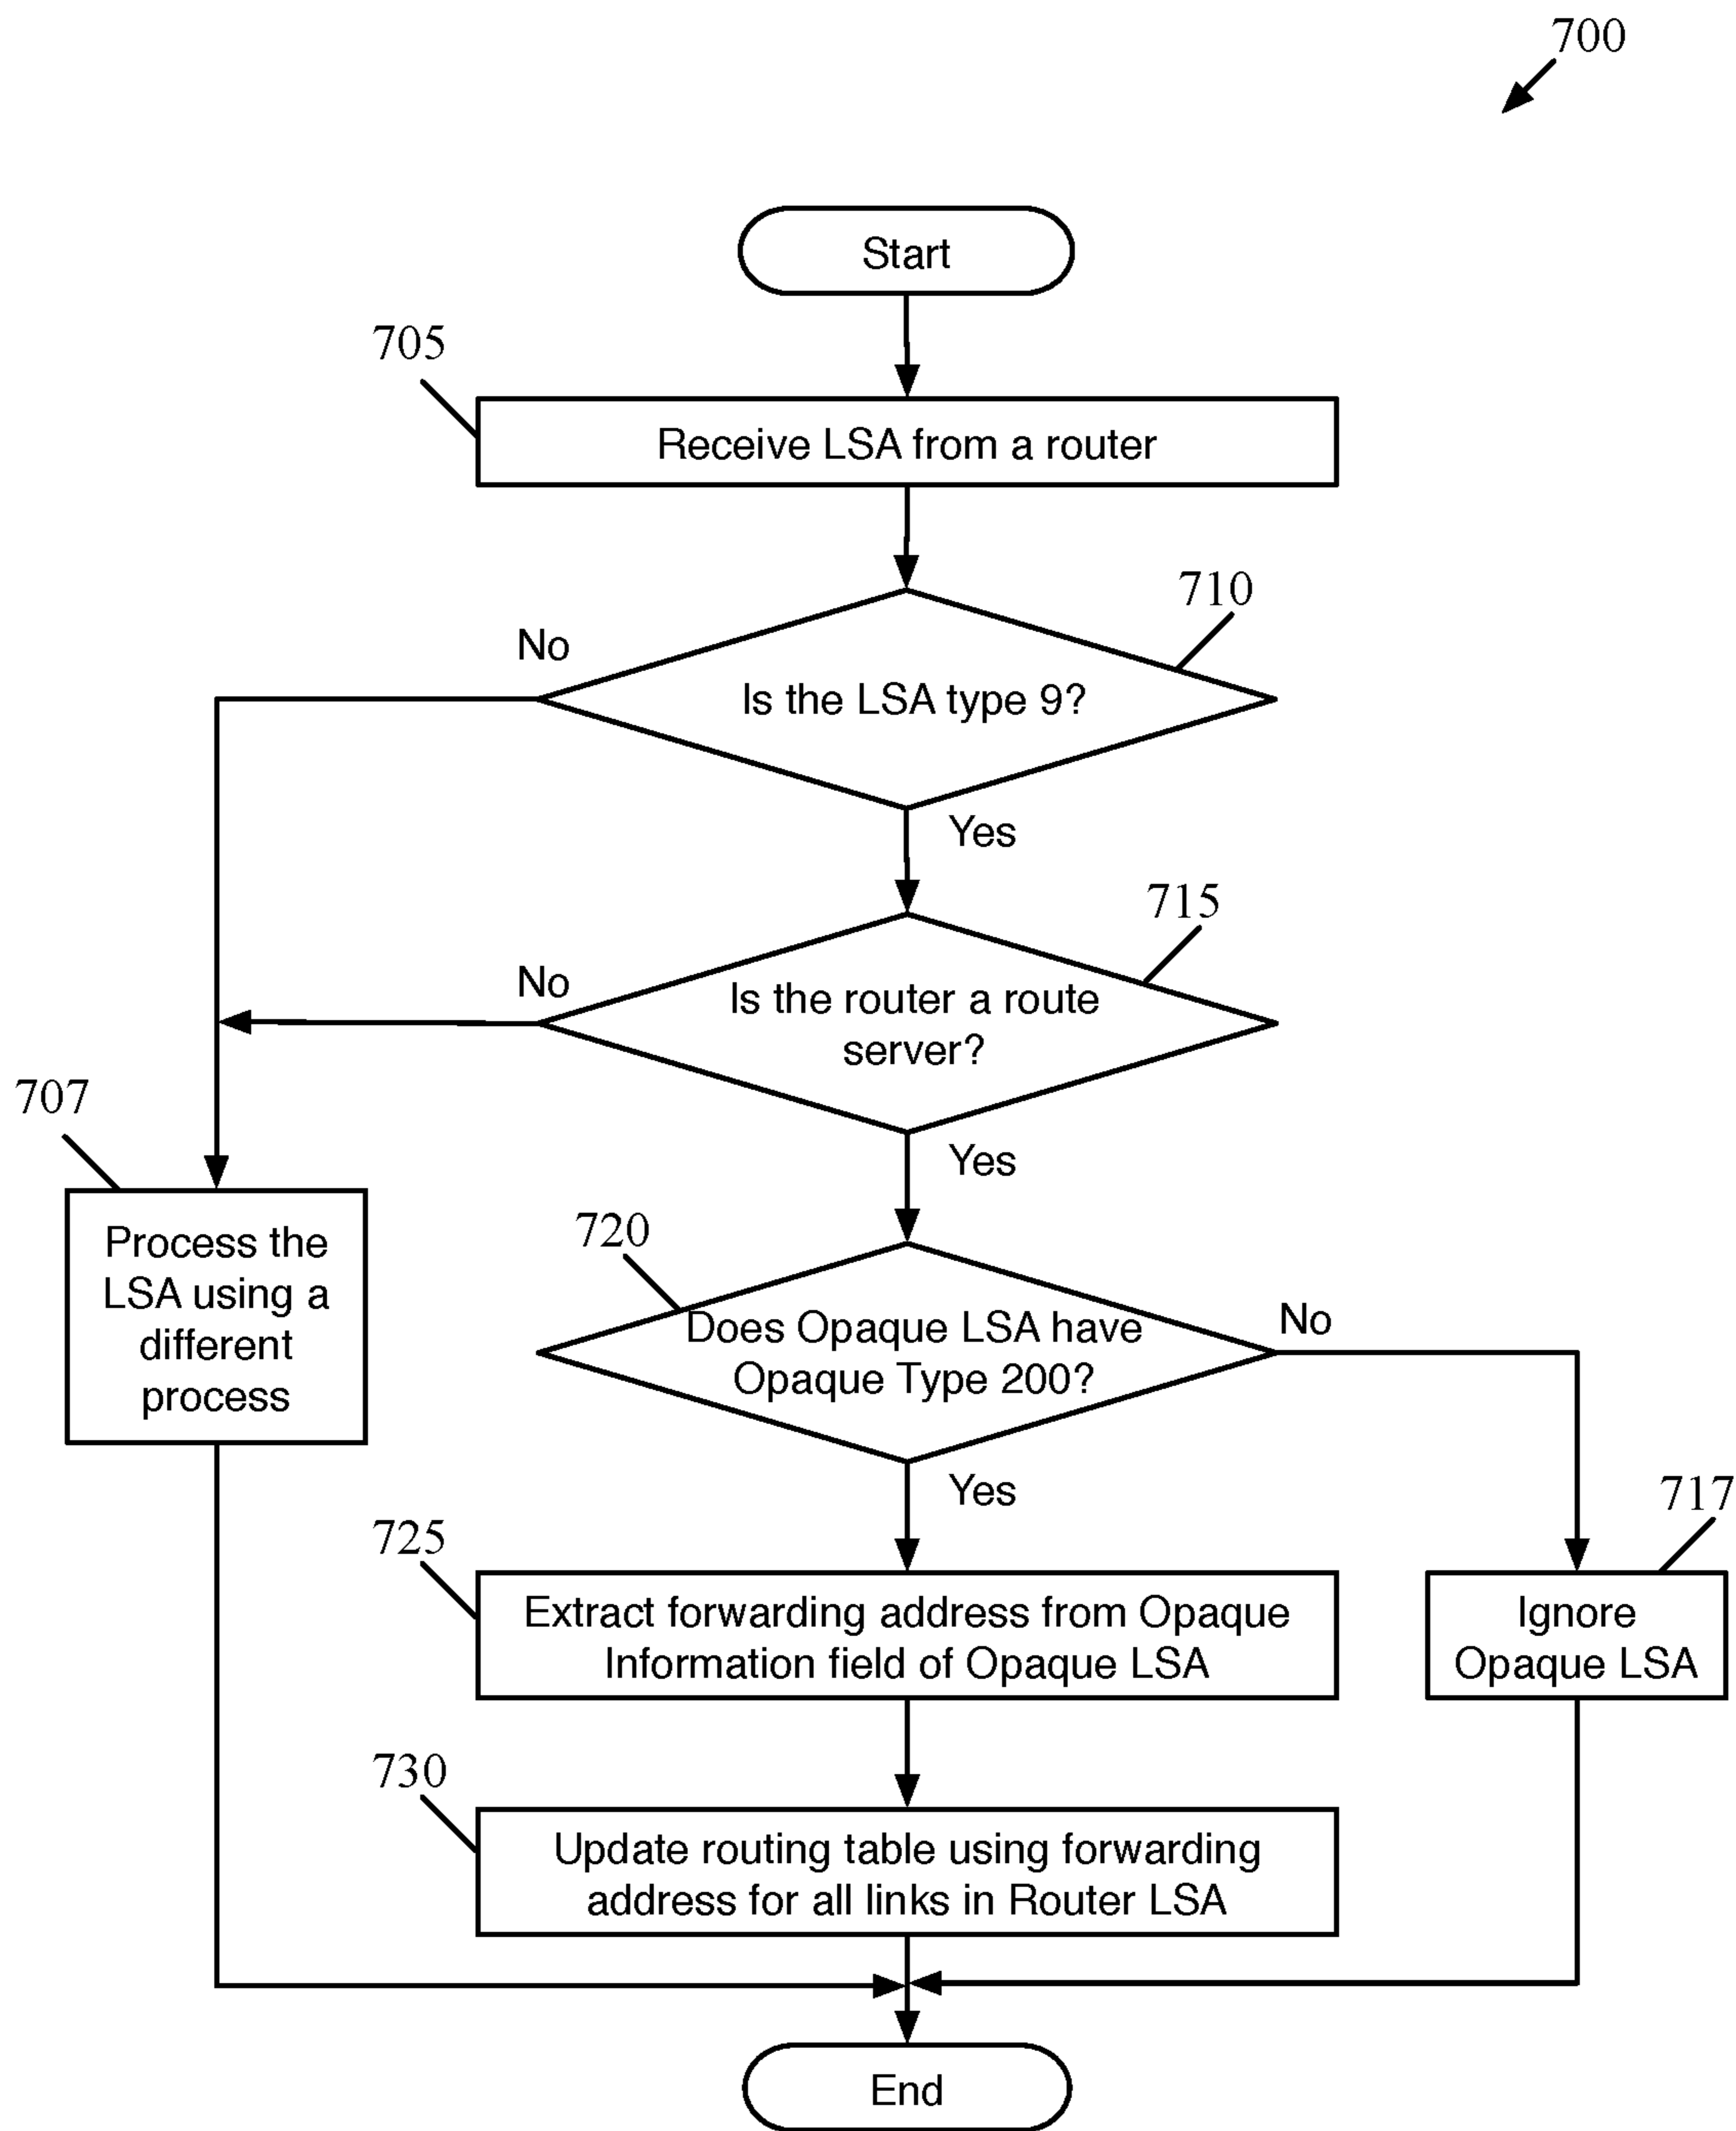 700
Start
705
Receive LSA from a router
710
No
Is the LSA type 9?
Yes
715
No
Is the router a route
server?
707
Yes
Process the
LSA using a
different
process
720
Does Opaque LSA have
Opaque Type 200?
No
Yes
717
725
Extract forwarding address from Opaque
Information field of Opaque LSA
Ignore
Opaque LSA
730
Update routing table using forwarding
address for all links in Router LSA
End